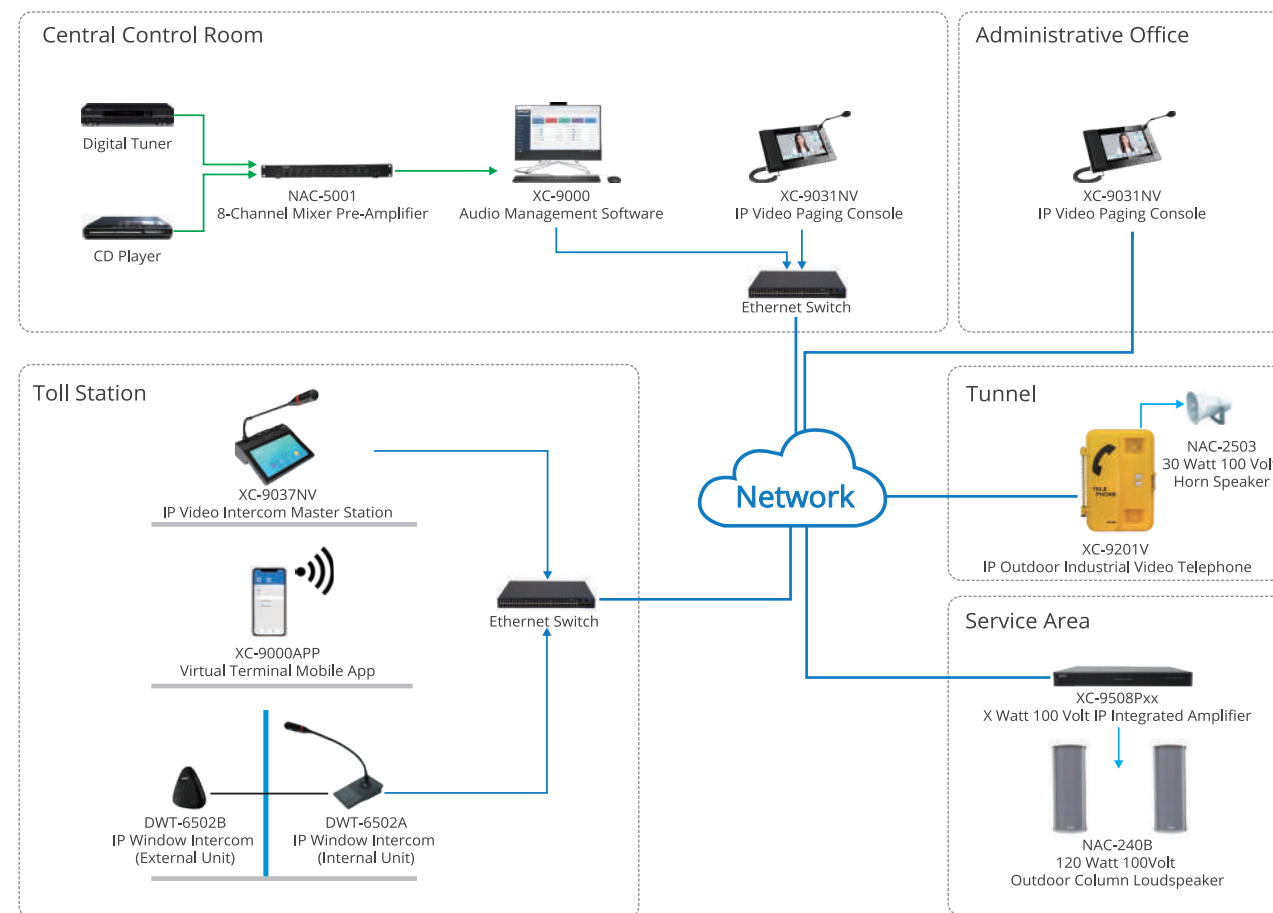 Central Control Room
Digital Tuner
CD Player
NAC-5001
8-Channel Mixer Pre-Amplifier
XC-9000
Audio Management Software
XC-9031NV
IP Video Paging Console
Ethernet Switch
Administrative Office
XC-9031NV
IP Video Paging Console
Toll Station
XC-9037NV
IP Video Intercom Master Station
XC-9000APP
Virtual Terminal Mobile App
DWT-6502B
IP Window Intercom
(External Unit)
DWT-6502A
IP Window Intercom
(Internal Unit)
Ethernet Switch
Network
Tunnel
NAC-2503
30 Watt 100 Volt
Horn Speaker
TELE
PHONE
XC-9201V
IP Outdoor Industrial Video Telephone
Service Area
XC-9508Pxx
X Watt 100 Volt IP Integrated Amplifier
NAC-240B
120 Watt 100Volt
Outdoor Column Loudspeaker